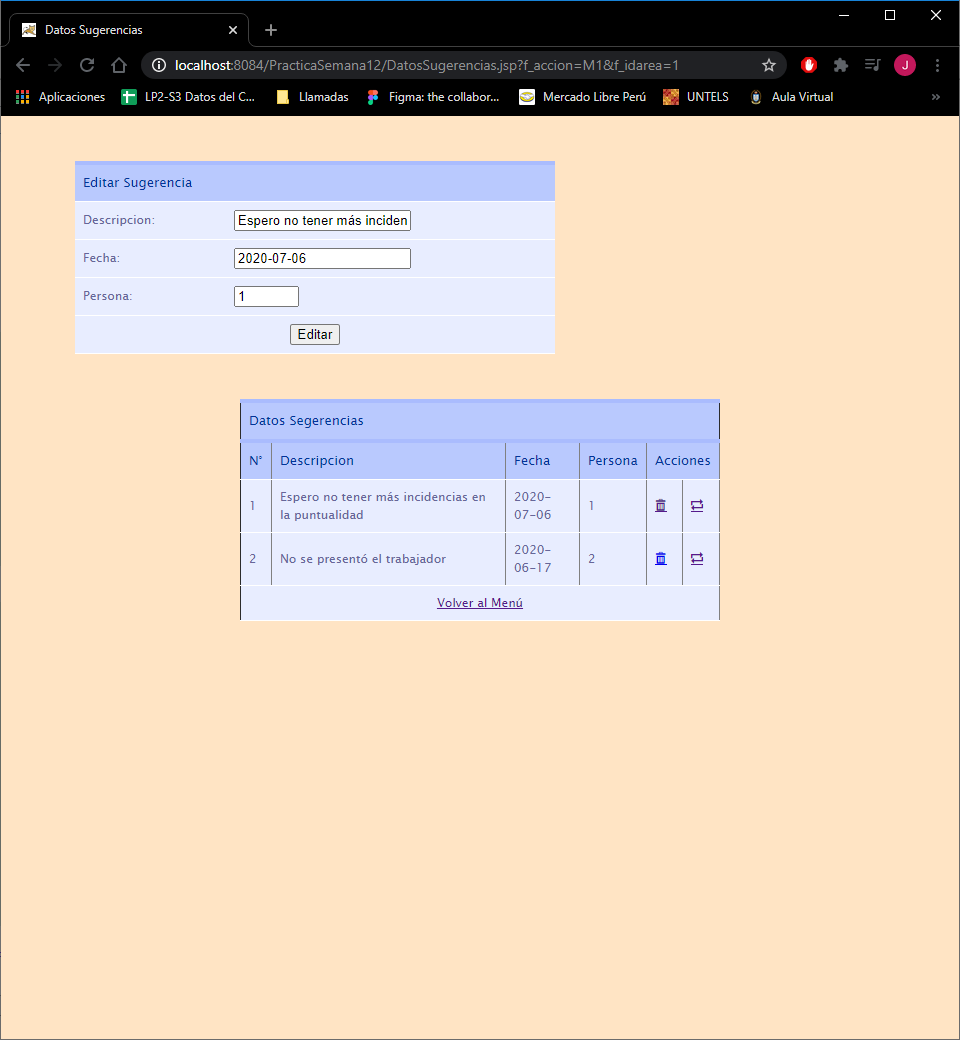 Datos Sugerencias
localhost:8084/PracticaSemana12/DatosSugerencias.jsp?f_accion=M1&f_idarea=1
J
Aplicaciones LP2-S3 Datos del C... Llamadas Figma: the collabor... Mercado Libre Perú UNTELS Aula Virtual »
Editar Sugerencia
Descripcion: Espero no tener más inciden
Fecha: 2020-07-06
Persona: 1
Editar
Datos Segerencias
N° Descripcion Fecha Persona Acciones
1 Espero no tener más incidencias en la puntualidad 2020-07-06 1
2 No se presentó el trabajador 2020-06-17 2
Volver al Menú